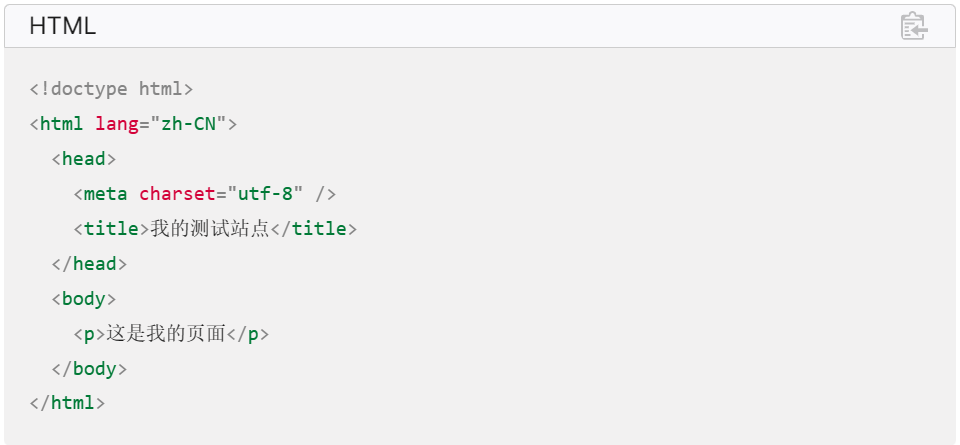 HTML
<!doctype html>
<html lang="zh-CN">
  <head>
    <meta charset="utf-8" />
    <title>我的测试站点</title>
  </head>
  <body>
    <p>这是我的页面</p>
  </body>
</html>